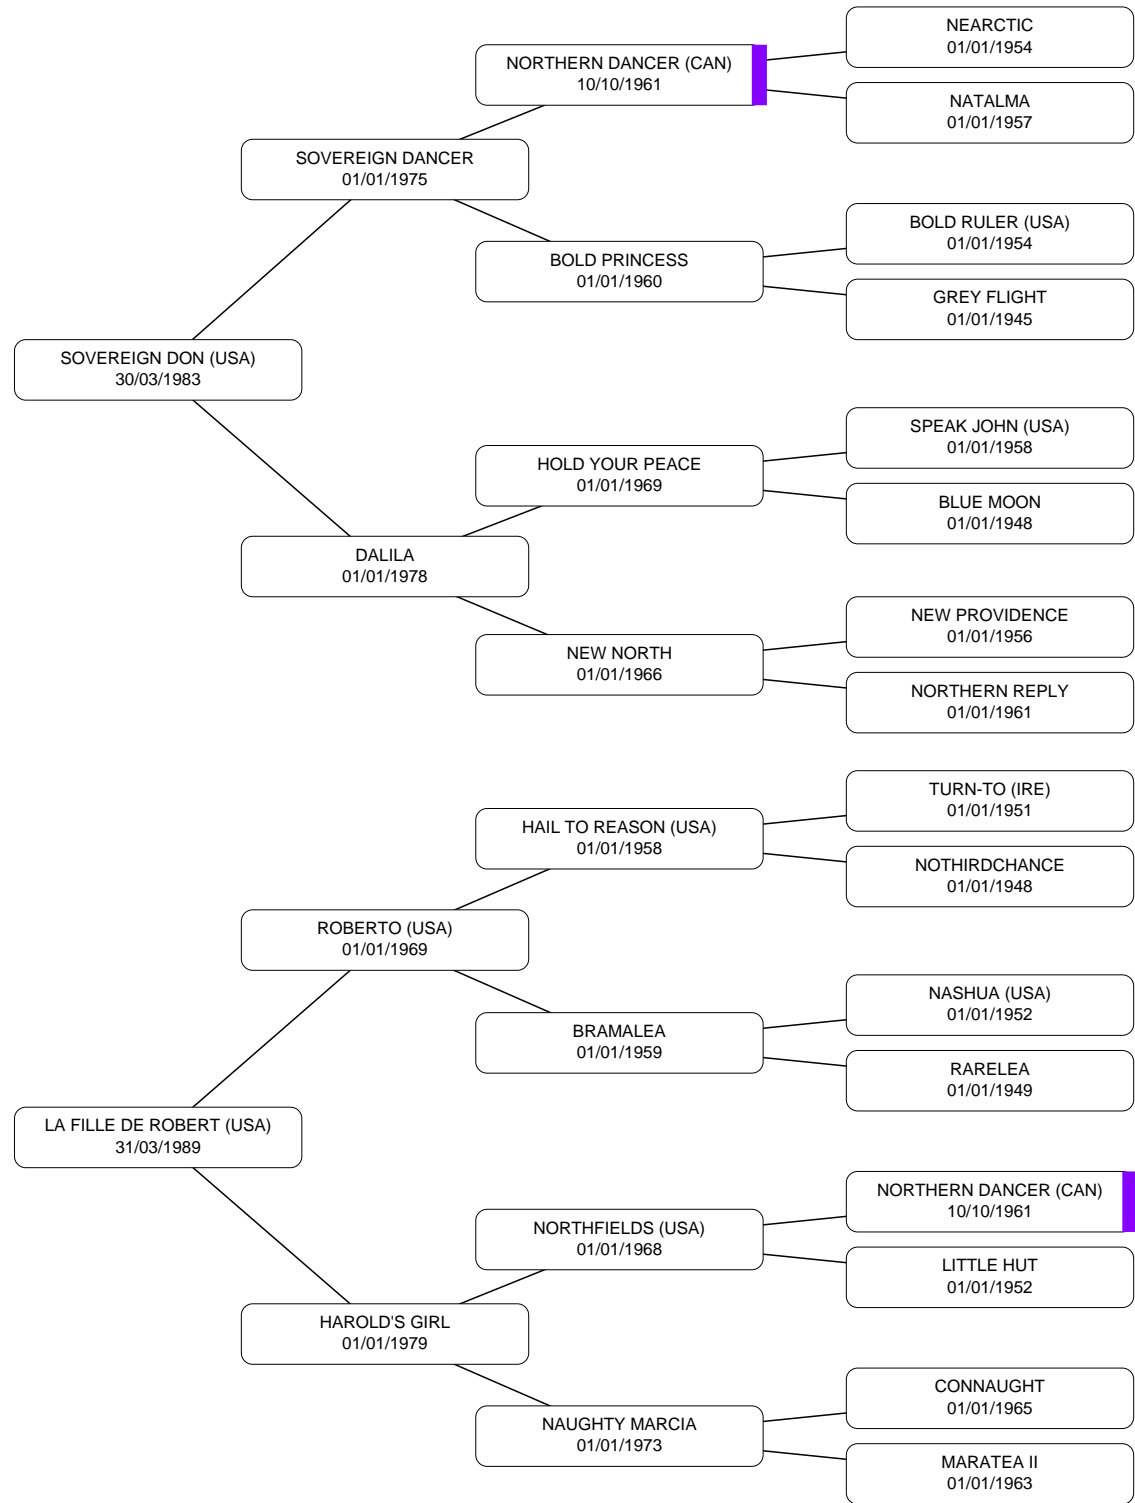 NEARCTIC
01/01/1954
NORTHERN DANCER (CAN)
10/10/1961
NATALMA
01/01/1957
SOVEREIGN DANCER
01/01/1975
BOLD RULER (USA)
01/01/1954
BOLD PRINCESS
01/01/1960
GREY FLIGHT
01/01/1945
SOVEREIGN DON (USA)
30/03/1983
SPEAK JOHN (USA)
01/01/1958
HOLD YOUR PEACE
01/01/1969
BLUE MOON
01/01/1948
DALILA
01/01/1978
NEW PROVIDENCE
01/01/1956
NEW NORTH
01/01/1966
NORTHERN REPLY
01/01/1961
TURN-TO (IRE)
01/01/1951
HAIL TO REASON (USA)
01/01/1958
NOTHIRDCHANCE
01/01/1948
ROBERTO (USA)
01/01/1969
NASHUA (USA)
01/01/1952
BRAMALEA
01/01/1959
RARELEA
01/01/1949
LA FILLE DE ROBERT (USA)
31/03/1989
NORTHERN DANCER (CAN)
10/10/1961
NORTHFIELDS (USA)
01/01/1968
LITTLE HUT
01/01/1952
HAROLD'S GIRL
01/01/1979
CONNAUGHT
01/01/1965
NAUGHTY MARCIA
01/01/1973
MARATEA II
01/01/1963